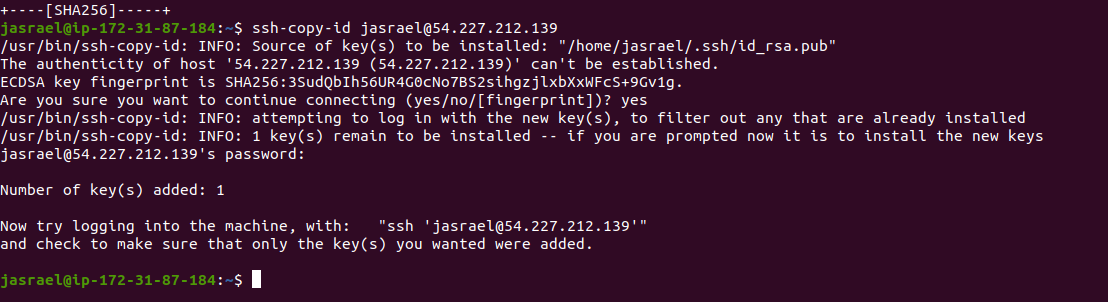 +----[SHA256]-----+
jasrael@ip-172-31-87-184:~$ ssh-copy-id jasrael@54.227.212.139
/usr/bin/ssh-copy-id: INFO: Source of key(s) to be installed: "/home/jasrael/.ssh/id_rsa.pub"
The authenticity of host '54.227.212.139 (54.227.212.139)' can't be established.
ECDSA key fingerprint is SHA256:3SudQbIh56UR4G0cNo7BS2sihgzjlxbXxWFcS+9Gv1g.
Are you sure you want to continue connecting (yes/no/[fingerprint])? yes
/usr/bin/ssh-copy-id: INFO: attempting to log in with the new key(s), to filter out any that are already installed
/usr/bin/ssh-copy-id: INFO: 1 key(s) remain to be installed -- if you are prompted now it is to install the new keys
jasrael@54.227.212.139's password:
Number of key(s) added: 1
Now try logging into the machine, with:   "ssh 'jasrael@54.227.212.139'"
and check to make sure that only the key(s) you wanted were added.
jasrael@ip-172-31-87-184:~$